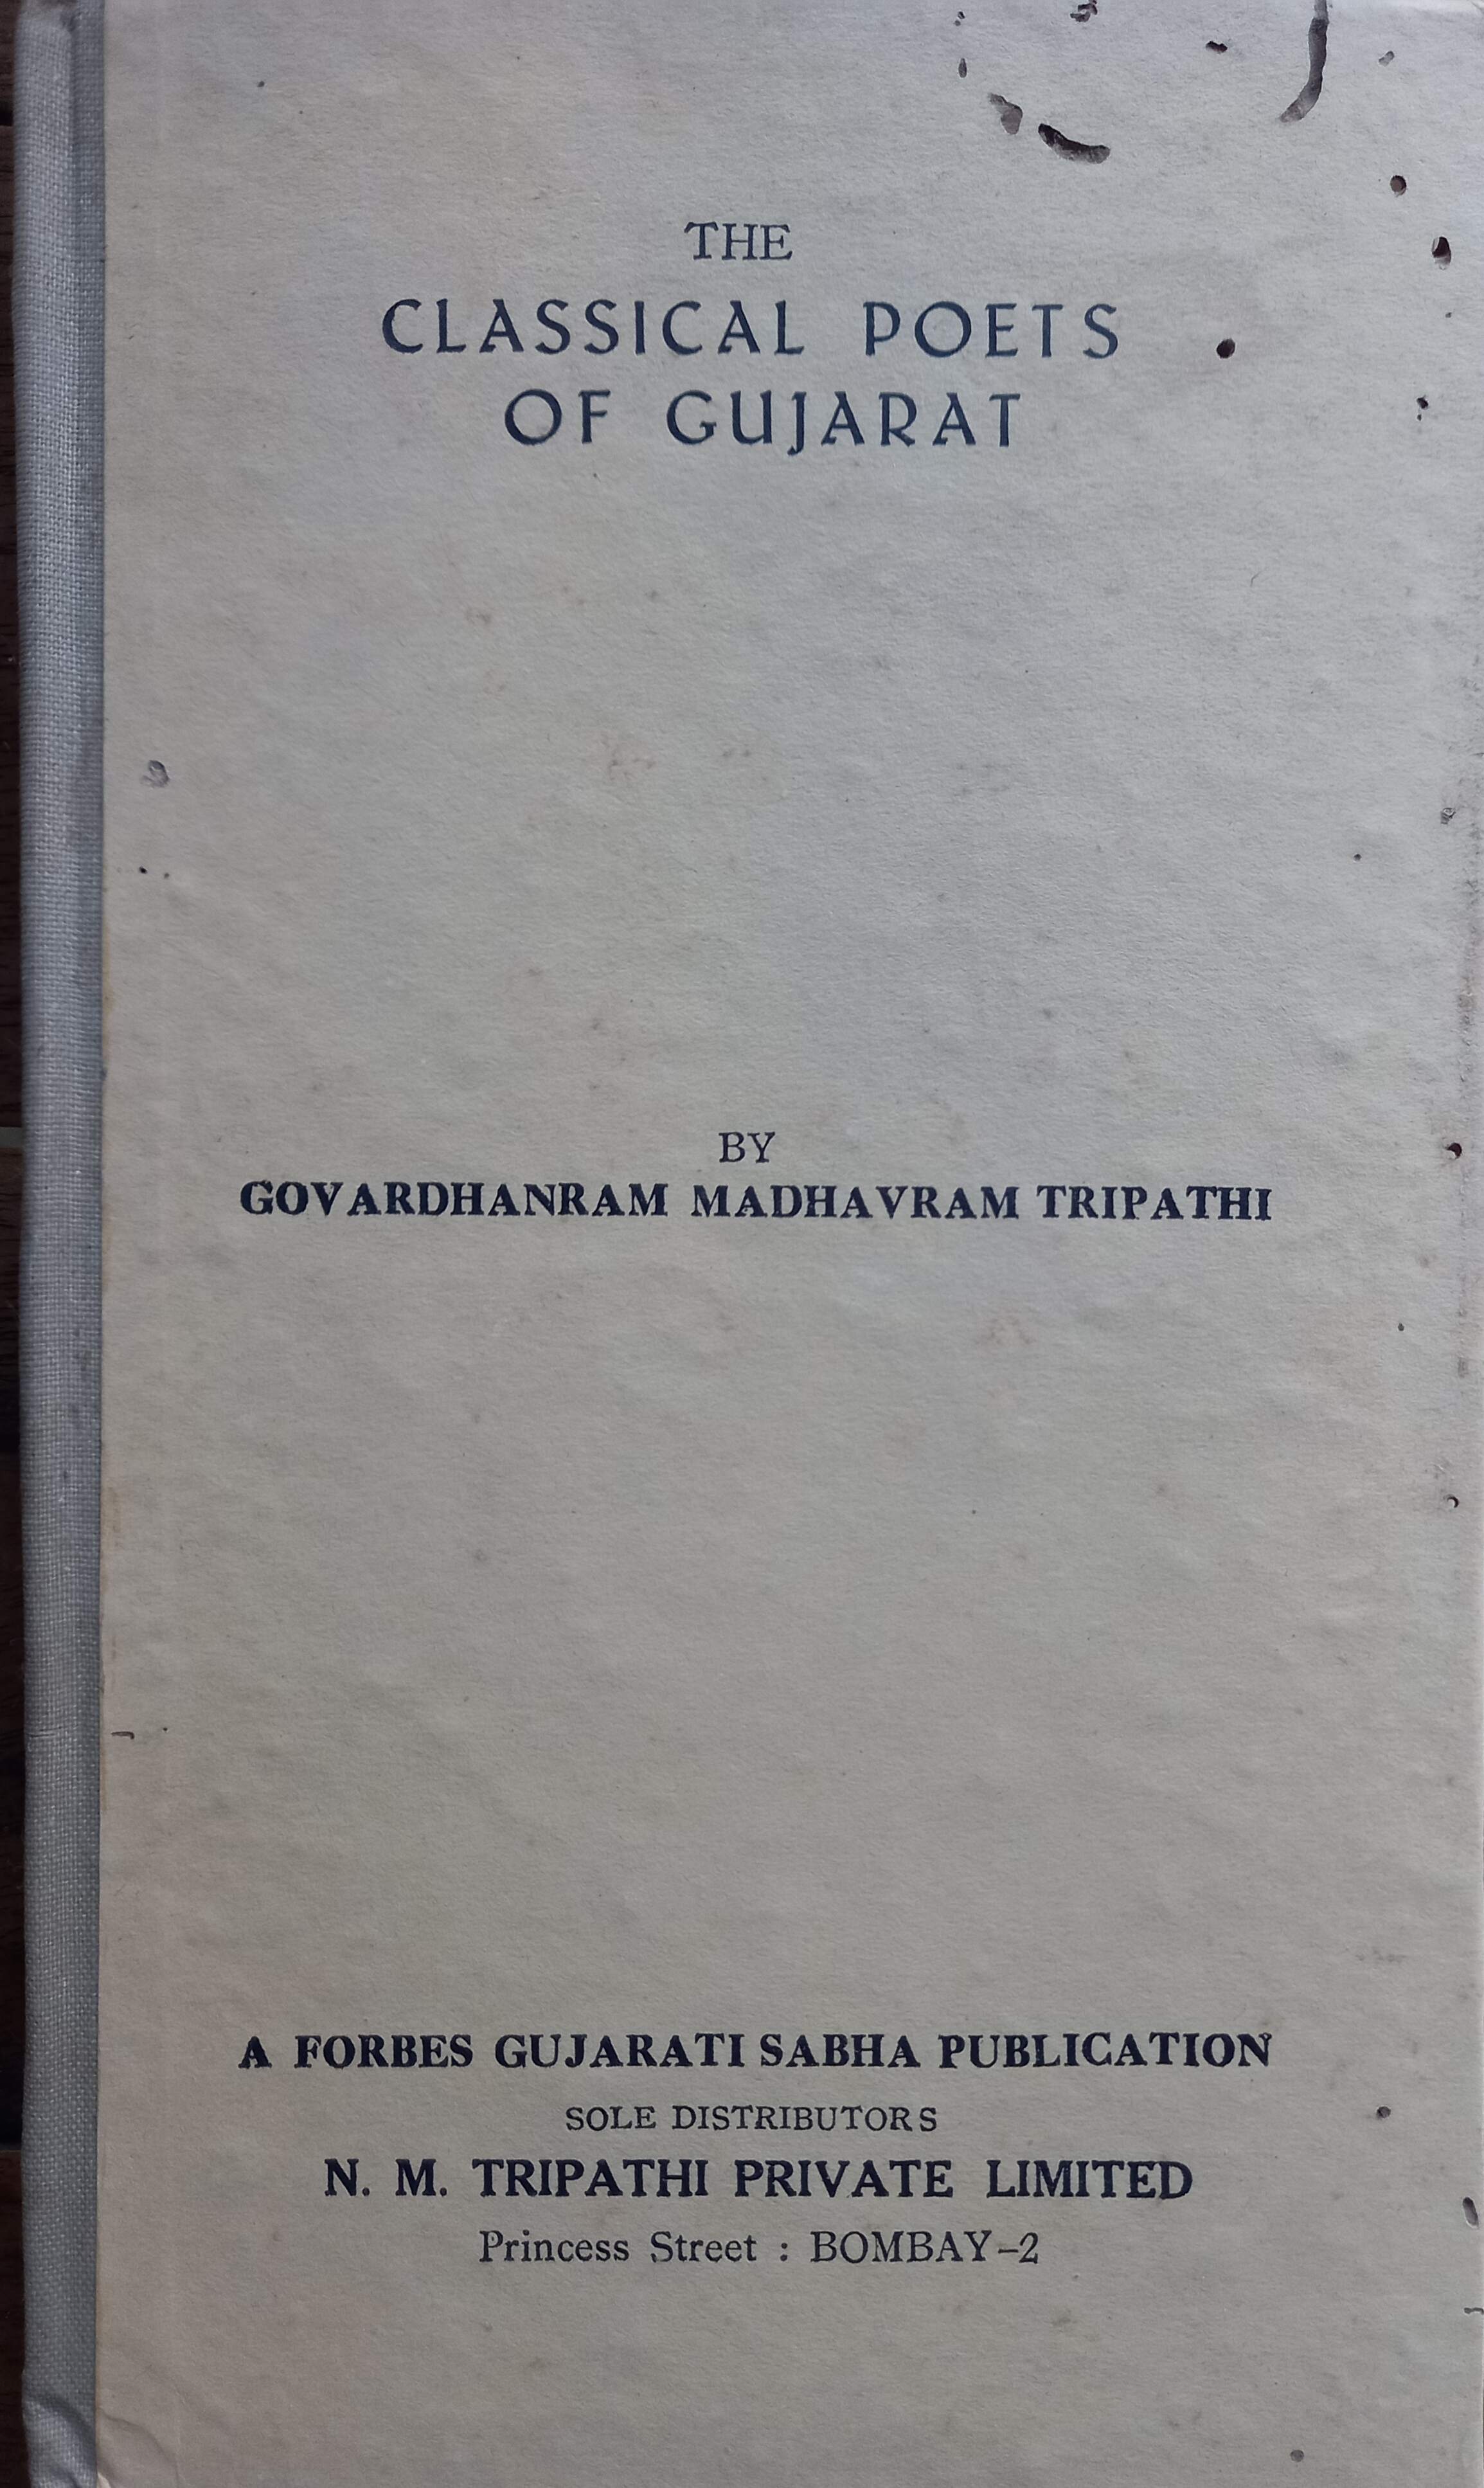 THE
CLASSICAL POETS
OF GUJARAT
BY
GOVARDHANRAM MADHAVRAM TRIPATHI
A FORBES GUJARATI SABHA PUBLICATION
SOLE DISTRIBUTORS
N. M. TRIPATHI PRIVATE LIMITED
Princess Street : BOMBAY-2